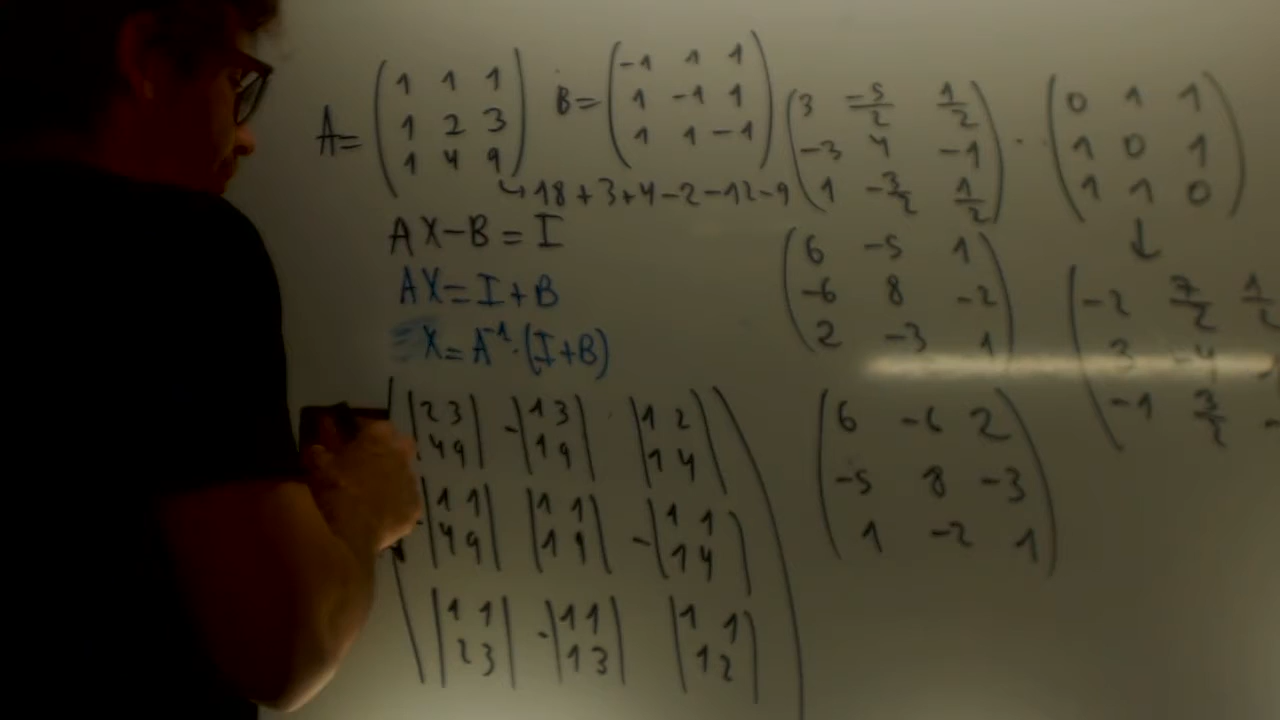 A = ( 1 1 1
1 2 3
1 4 9 )
B = ( -1 1 1
1 -1 1
1 1 -1 )
↳ 18 + 3 + 4 - 2 - 12 - 9
AX - B = I
AX = I + B
X = A⁻¹ · (I + B)
( |2 3| -|1 3| |1 2|
|4 9| |1 9| |1 4|
-|1 1| |1 1| -|1 1|
|4 9| |1 9| |1 4|
|1 1| -|1 1| |1 1|
|2 3| |1 3| |1 2| )
( 3 -5/2 1/2
-3 4 -1
1 -3/2 1/2 ) · ( 0 1 1
1 0 1
1 1 0 )
↓
( 6 -5 1
-6 8 -2
2 -3 1 )
( -2 7/2 1/2
3 -4
-1 3/2 -
( 6 -6 2
-5 8 -3
1 -2 1 )